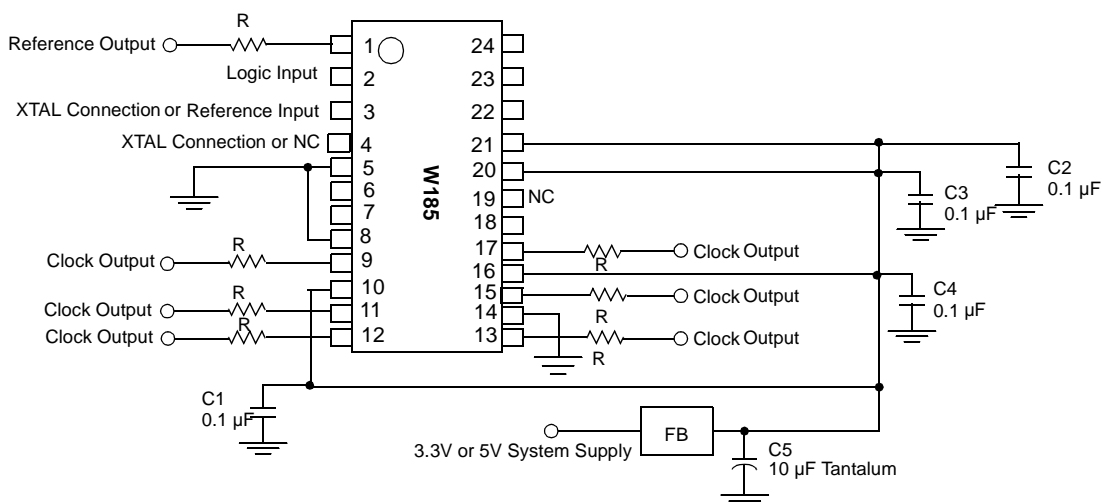 R
Reference Output
1
24
Logic Input
2
23
XTAL Connection or Reference Input
3
22
XTAL Connection or NC
4
21
5
20
C2
0.1 µF
W185
6
19
NC
C3
0.1 µF
7
18
8
17
R
Clock Output
R
Clock Output
9
16
10
15
Clock Output
C4
0.1 µF
R
Clock Output
11
14
R
R
Clock Output
12
13
Clock Output
R
C1
0.1 µF
3.3V or 5V System Supply
FB
C5
10 µF Tantalum